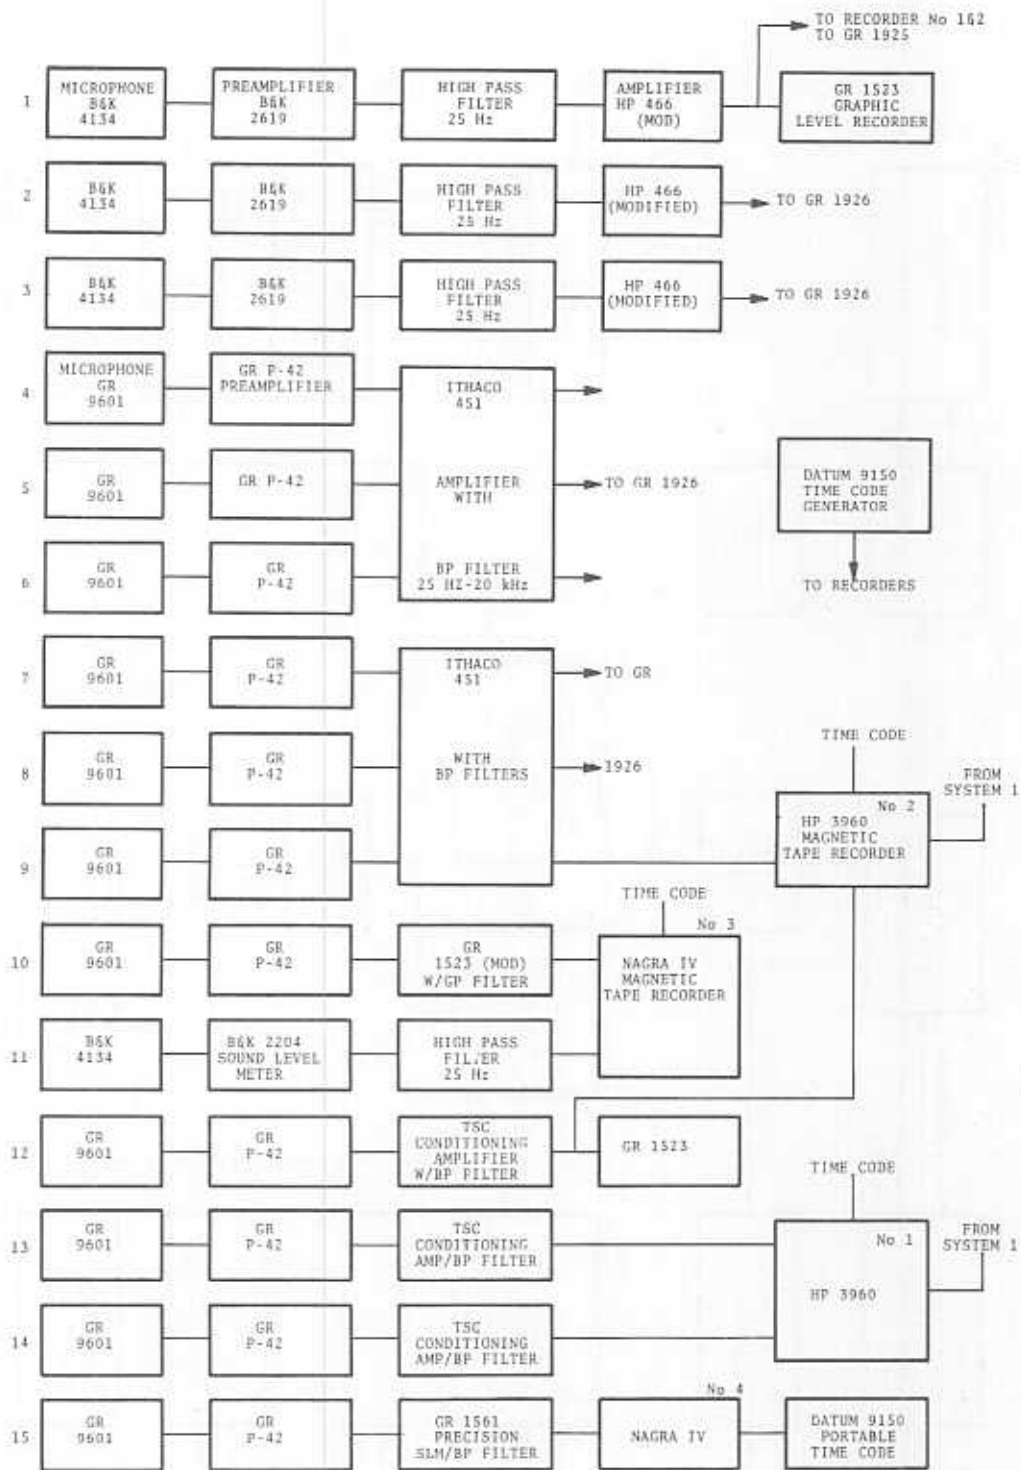 TO RECORDER No 1&2
TO GR 1925
1
MICROPHONE
B&K
4134
PREAMPLIFIER
B&K
2619
HIGH PASS
FILTER
25 Hz
AMPLIFIER
HP 466
(MOD)
GR 1523
GRAPHIC
LEVEL RECORDER
2
B&K
4134
B&K
2619
HIGH PASS
FILTER
25 Hz
HP 466
(MODIFIED)
TO GR 1926
3
B&K
4134
B&K
2619
HIGH PASS
FILTER
25 Hz
HP 466
(MODIFIED)
TO GR 1926
4
MICROPHONE
GR
9601
GR P-42
PREAMPLIFIER
ITHACO
451
5
GR
9601
GR P-42
AMPLIFIER
WITH
TO GR 1926
DATUM 9150
TIME CODE
GENERATOR
6
GR
9601
GR
P-42
BP FILTER
25 HZ-20 kHz
TO RECORDERS
7
GR
9601
GR
P-42
ITHACO
451
TO GR
8
GR
9601
GR
P-42
WITH
BP FILTERS
1926
TIME CODE
FROM
SYSTEM 1
No 2
HP 3960
MAGNETIC
TAPE RECORDER
9
GR
9601
GR
P-42
TIME CODE
No 3
10
GR
9601
GR
P-42
GR
1523 (MOD)
W/GP FILTER
NAGRA IV
MAGNETIC
TAPE RECORDER
11
B&K
4134
B&K 2204
SOUND LEVEL
METER
HIGH PASS
FILTER
25 Hz
12
GR
9601
GR
P-42
TSC
CONDITIONING
AMPLIFIER
W/BP FILTER
GR 1523
TIME CODE
13
GR
9601
GR
P-42
TSC
CONDITIONING
AMP/BP FILTER
No 1
HP 3960
FROM
SYSTEM 1
14
GR
9601
GR
P-42
TSC
CONDITIONING
AMP/BP FILTER
No 4
15
GR
9601
GR
P-42
GR 1561
PRECISION
SLM/BP FILTER
NAGRA IV
DATUM 9150
PORTABLE
TIME CODE